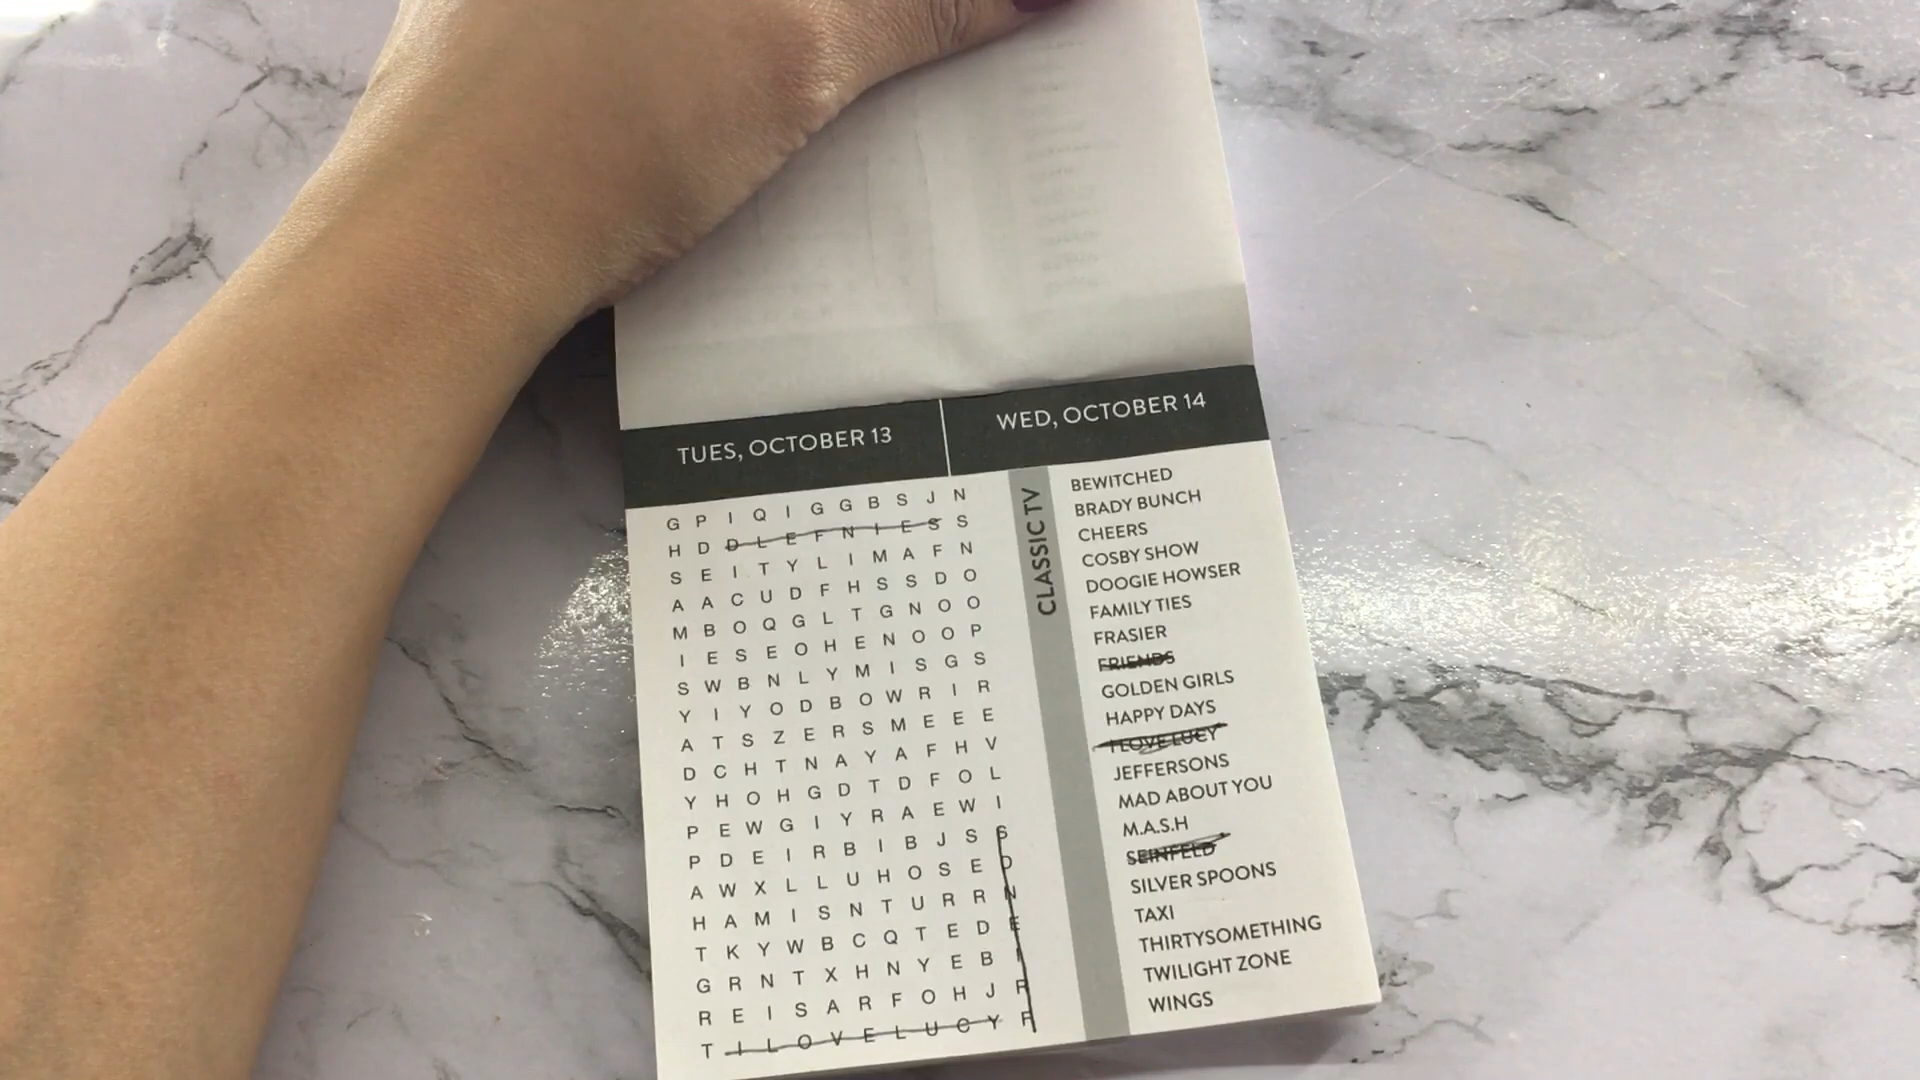 TUES, OCTOBER 13
WED, OCTOBER 14
G P I Q I G G B S J N
H D D L E F N I E S S
S E I T Y L I M A F N
A A C U D F H S S D O
M B O Q G L T G N O O
I E S E O H E N O O P
S W B N L Y M I S G S
Y I Y O D B O W R I R
A T S Z E R S M E E E
D C H T N A Y A F H V
Y H O H G D T D F O L
P E W G I Y R A E W I
P D E I R B I B J S S
A W X L L U H O S E D
H A M I S N T U R R N
T K Y W B C Q T E D E
G R N T X H N Y E B I
R E I S A R F O H J R
T I L O V E L U C Y F
CLASSIC TV
BEWITCHED
BRADY BUNCH
CHEERS
COSBY SHOW
DOOGIE HOWSER
FAMILY TIES
FRASIER
FRIENDS
GOLDEN GIRLS
HAPPY DAYS
I LOVE LUCY
JEFFERSONS
MAD ABOUT YOU
M.A.S.H
SEINFELD
SILVER SPOONS
TAXI
THIRTYSOMETHING
TWILIGHT ZONE
WINGS